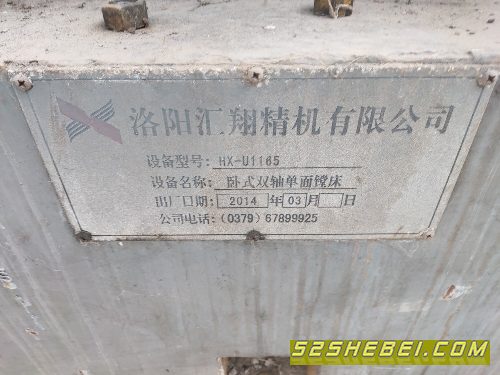 洛阳汇翔精机有限公司
设备型号: HX-U1165
设备名称: 卧式双轴单面镗床
出厂日期: 2014 年 03 月 日
公司电话: (0379) 67899925
52SHEBEI.COM